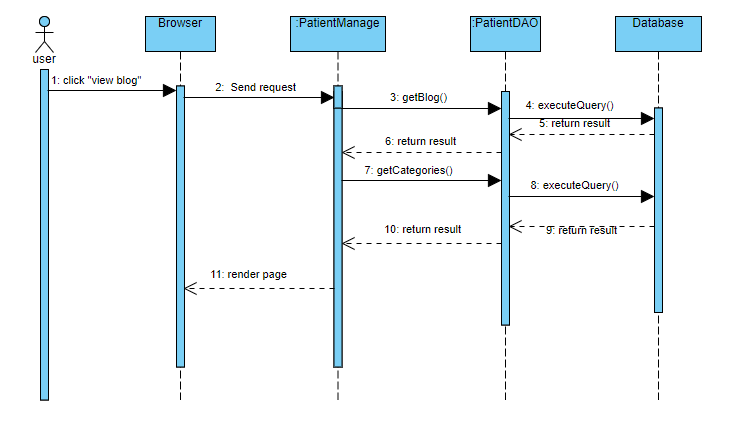 Browser
:PatientManage
:PatientDAO
Database
user
1: click "view blog"
2: Send request
3: getBlog()
4: executeQuery()
5: return result
6: return result
7: getCategories()
8: executeQuery()
9: return result
10: return result
11: render page